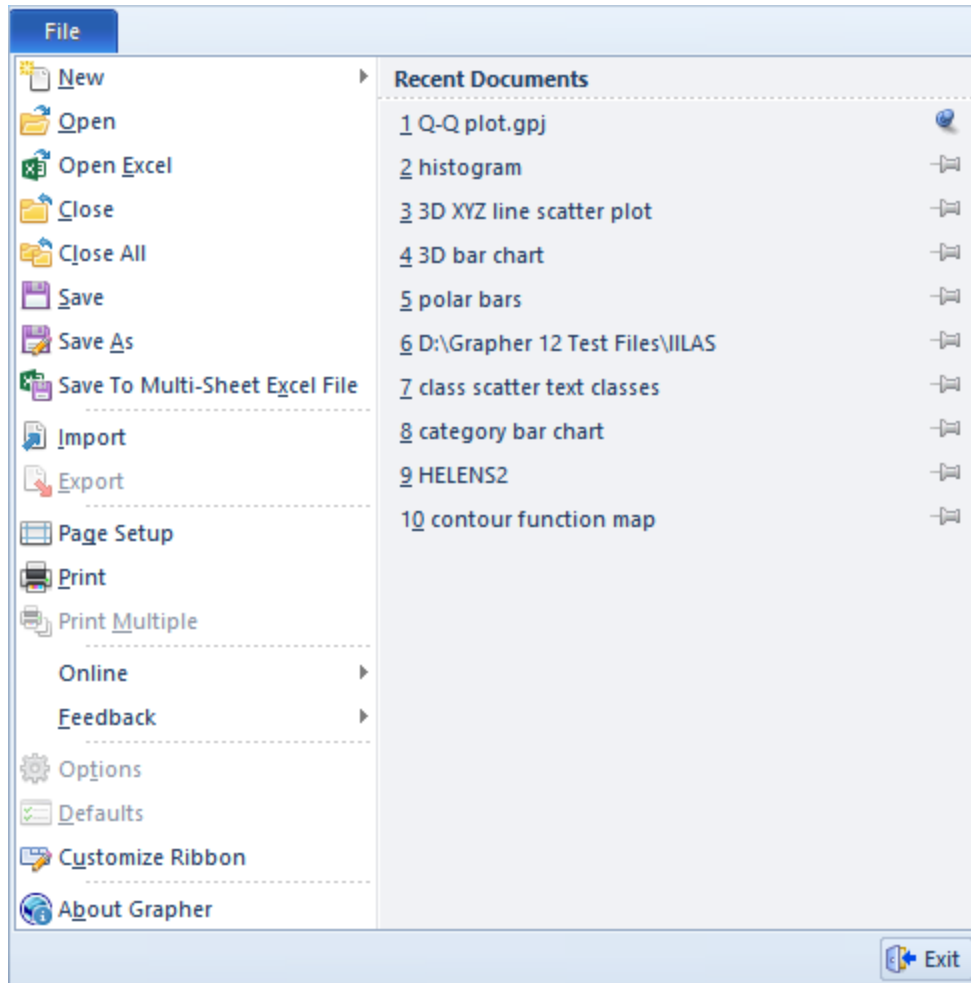 File
New
Open
Open Excel
Close
Close All
Save
Save As
Save To Multi-Sheet Excel File
Import
Export
Page Setup
Print
Print Multiple
Online
Feedback
Options
Defaults
Customize Ribbon
About Grapher
Recent Documents
1 Q-Q plot.gpj
2 histogram
3 3D XYZ line scatter plot
4 3D bar chart
5 polar bars
6 D:\Grapher 12 Test Files\IILAS
7 class scatter text classes
8 category bar chart
9 HELENS2
10 contour function map
Exit